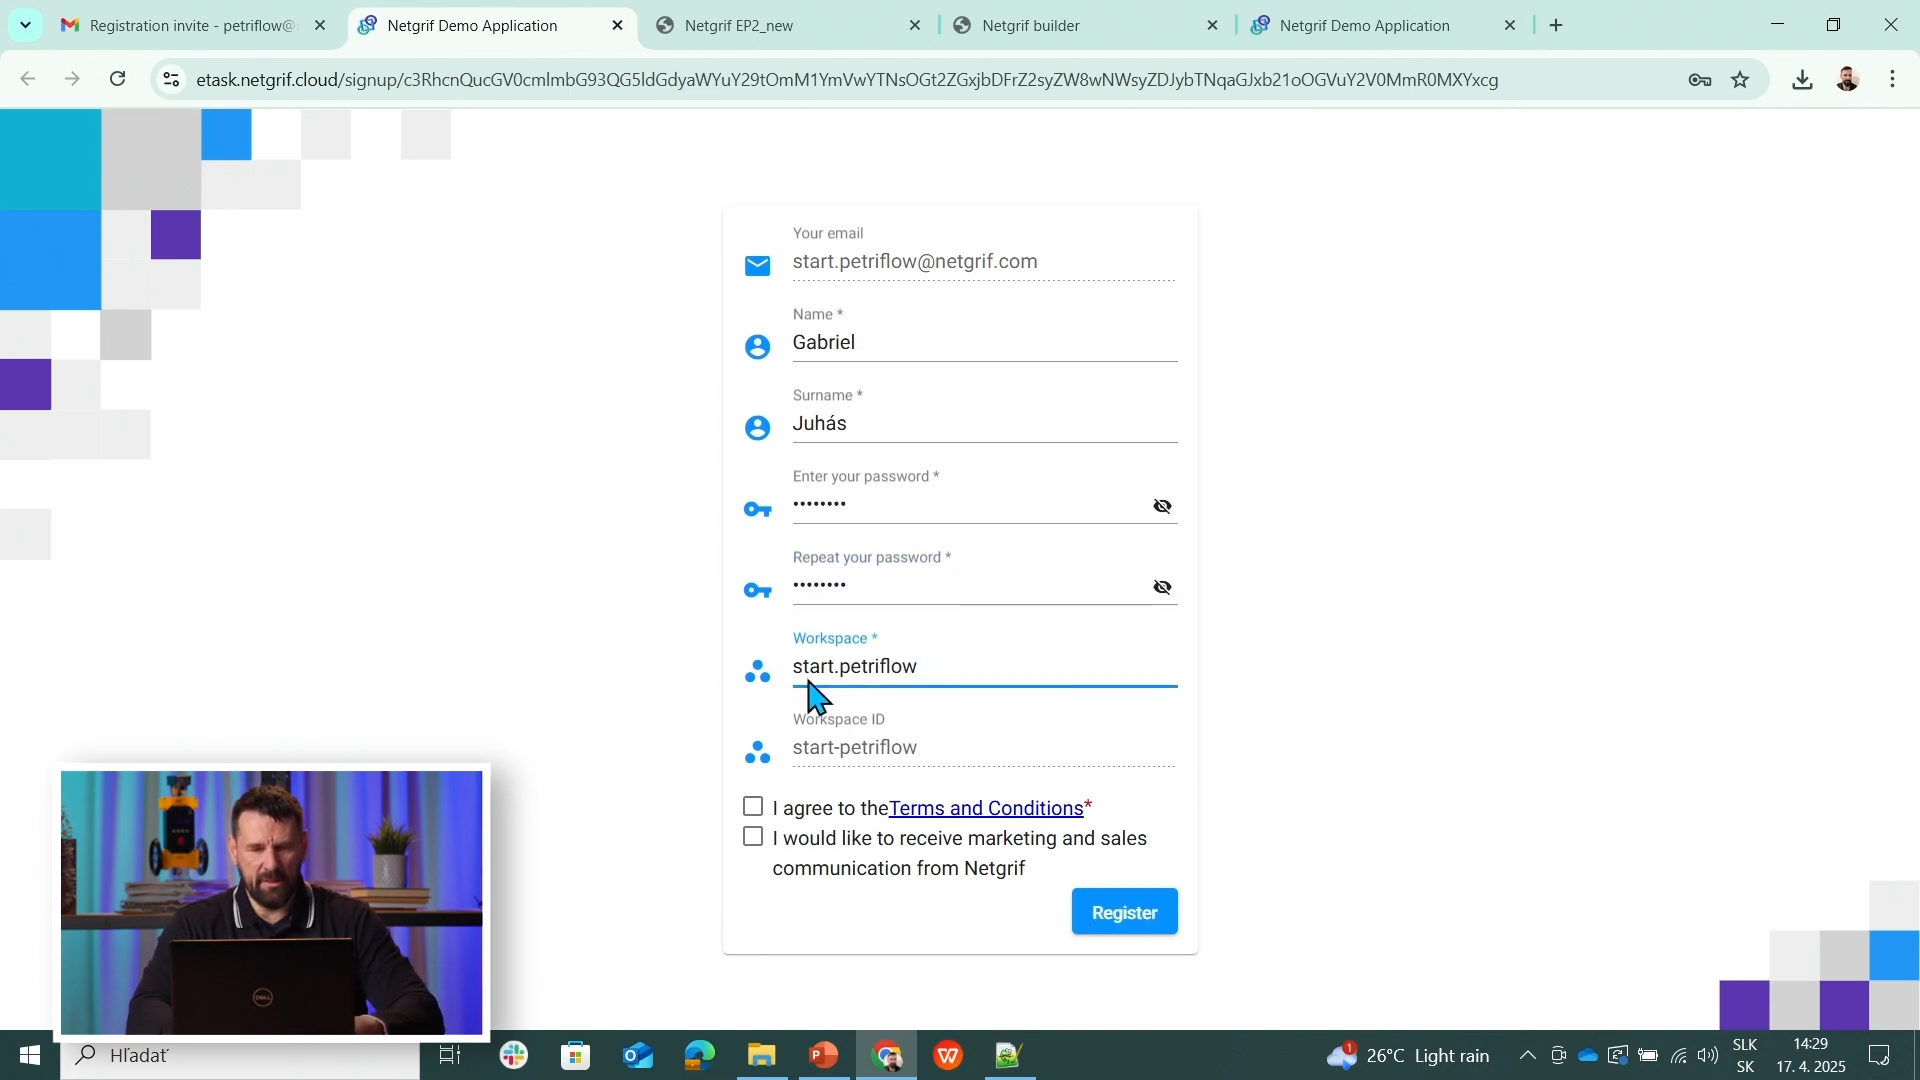 Registration invite - petriflow@
Netgrif Demo Application
Netgrif EP2_new
Netgrif builder
Netgrif Demo Application
etask.netgrif.cloud/signup/c3RhcnQucGV0cmlmbG93QG5ldGdyaWYuY29tOmM1YmVwYTNsOGt2ZGxjbDFrZ2syZW8wNWsyZDJybTNqaGJxb21oOGVuY2V0MmR0MXYxcg
Your email
start.petriflow@netgrif.com
Name *
Gabriel
Surname *
Juhás
Enter your password *
••••••••
Repeat your password *
••••••••
Workspace *
start.petriflow
Workspace ID
start-petriflow
I agree to theTerms and Conditions*
I would like to receive marketing and sales
communication from Netgrif
Register
DELL
Hľadať
1
26°C Light rain
SLK
SK
14:29
17. 4. 2025